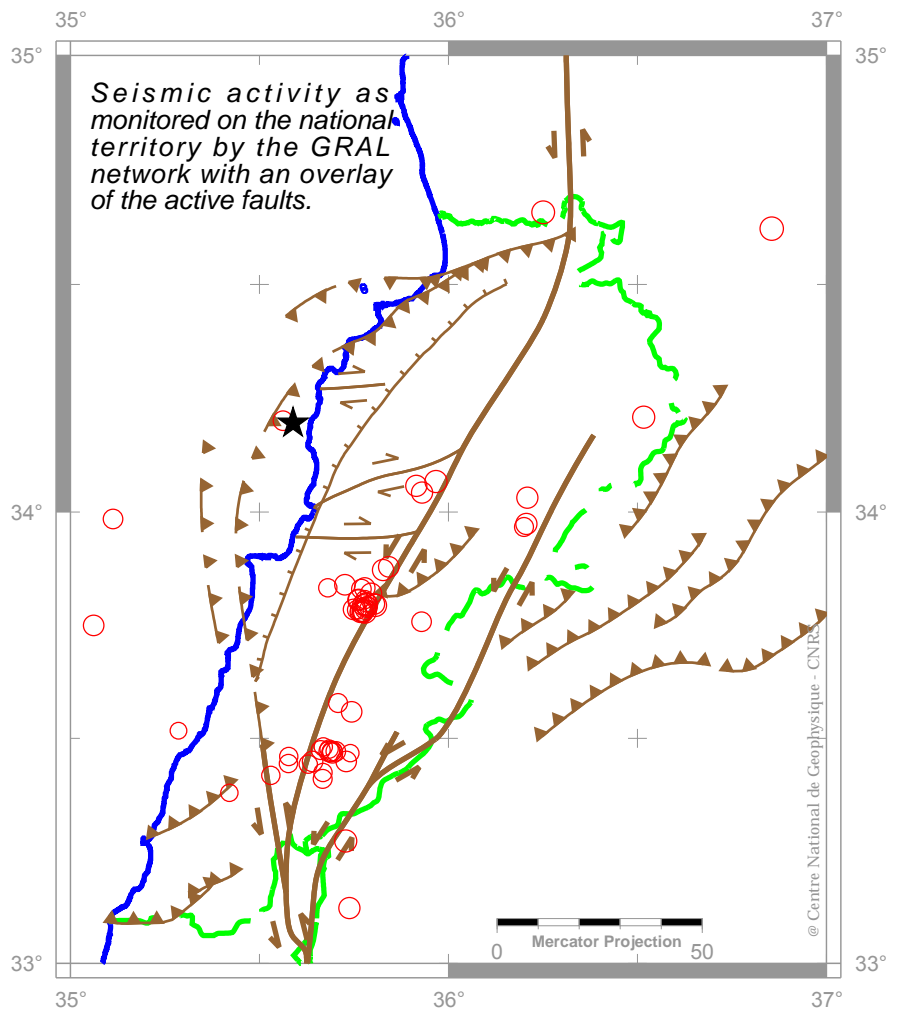 35°
36°
37°
35°
35°
Seismic activity as
monitored on the national
territory by the GRAL
network with an overlay
of the active faults.
34°
34°
@ Centre National de Geophysique - CNRS
Mercator Projection
0
50
33°
33°
35°
36°
37°